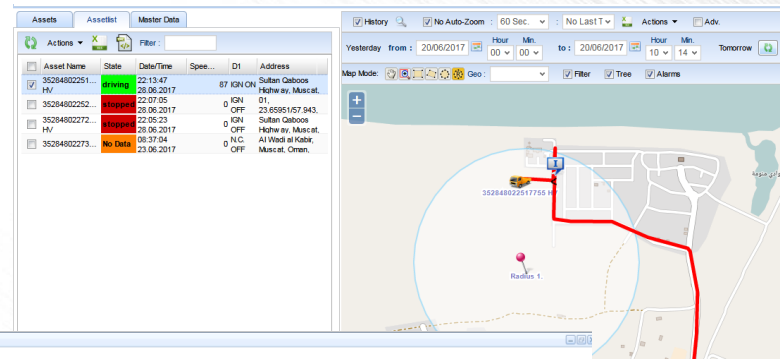 Assets Assetlist Master Data
Actions Filter :
Asset Name State Date/Time Spee... D1 Address
35284802251... HV driving 22:13:47 28.06.2017 87 IGN ON Sultan Qaboos Highway, Muscat,
35284802252... stopped 22:07:05 28.06.2017 0 IGN OFF 01, 23.65951/57.943,
35284802272... HV stopped 22:05:23 28.06.2017 0 IGN OFF Sultan Qaboos Highway, Muscat,
35284802273... No Data 08:37:04 23.06.2017 0 N.C. OFF Al Wadi al Kabir, Muscat, Oman,
History No Auto-Zoom : 60 Sec. : No Last T Actions Adv.
Hour Min. Hour Min.
Yesterday from : 20/06/2017 00 00 to : 20/06/2017 10 14 Tomorrow
Map Mode: Geo : Filter Tree Alarms
+
−
I
352848022517755 HV
Radius 1.